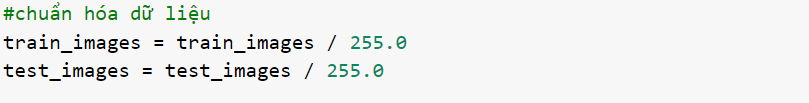 #chuẩn hóa dữ liệu
train_images = train_images / 255.0
test_images = test_images / 255.0